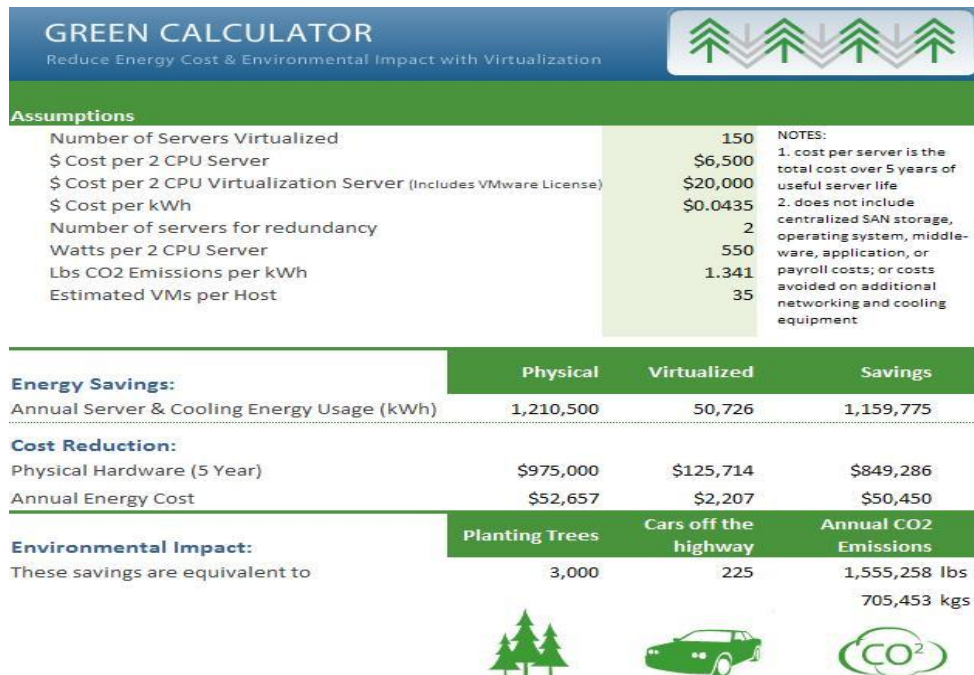 GREEN CALCULATOR
Reduce Energy Cost & Environmental Impact with Virtualization
Assumptions
Number of Servers Virtualized 150
$ Cost per 2 CPU Server $6,500
$ Cost per 2 CPU Virtualization Server (Includes VMware License) $20,000
$ Cost per kWh $0.0435
Number of servers for redundancy 2
Watts per 2 CPU Server 550
Lbs CO2 Emissions per kWh 1.341
Estimated VMs per Host 35
NOTES:
1. cost per server is the
total cost over 5 years of
useful server life
2. does not include
centralized SAN storage,
operating system, middle-
ware, application, or
payroll costs; or costs
avoided on additional
networking and cooling
equipment
Energy Savings: Physical Virtualized Savings
Annual Server & Cooling Energy Usage (kWh) 1,210,500 50,726 1,159,775
Cost Reduction:
Physical Hardware (5 Year) $975,000 $125,714 $849,286
Annual Energy Cost $52,657 $2,207 $50,450
Environmental Impact: Planting Trees Cars off the highway Annual CO2 Emissions
These savings are equivalent to 3,000 225 1,555,258 lbs
705,453 kgs
CO²